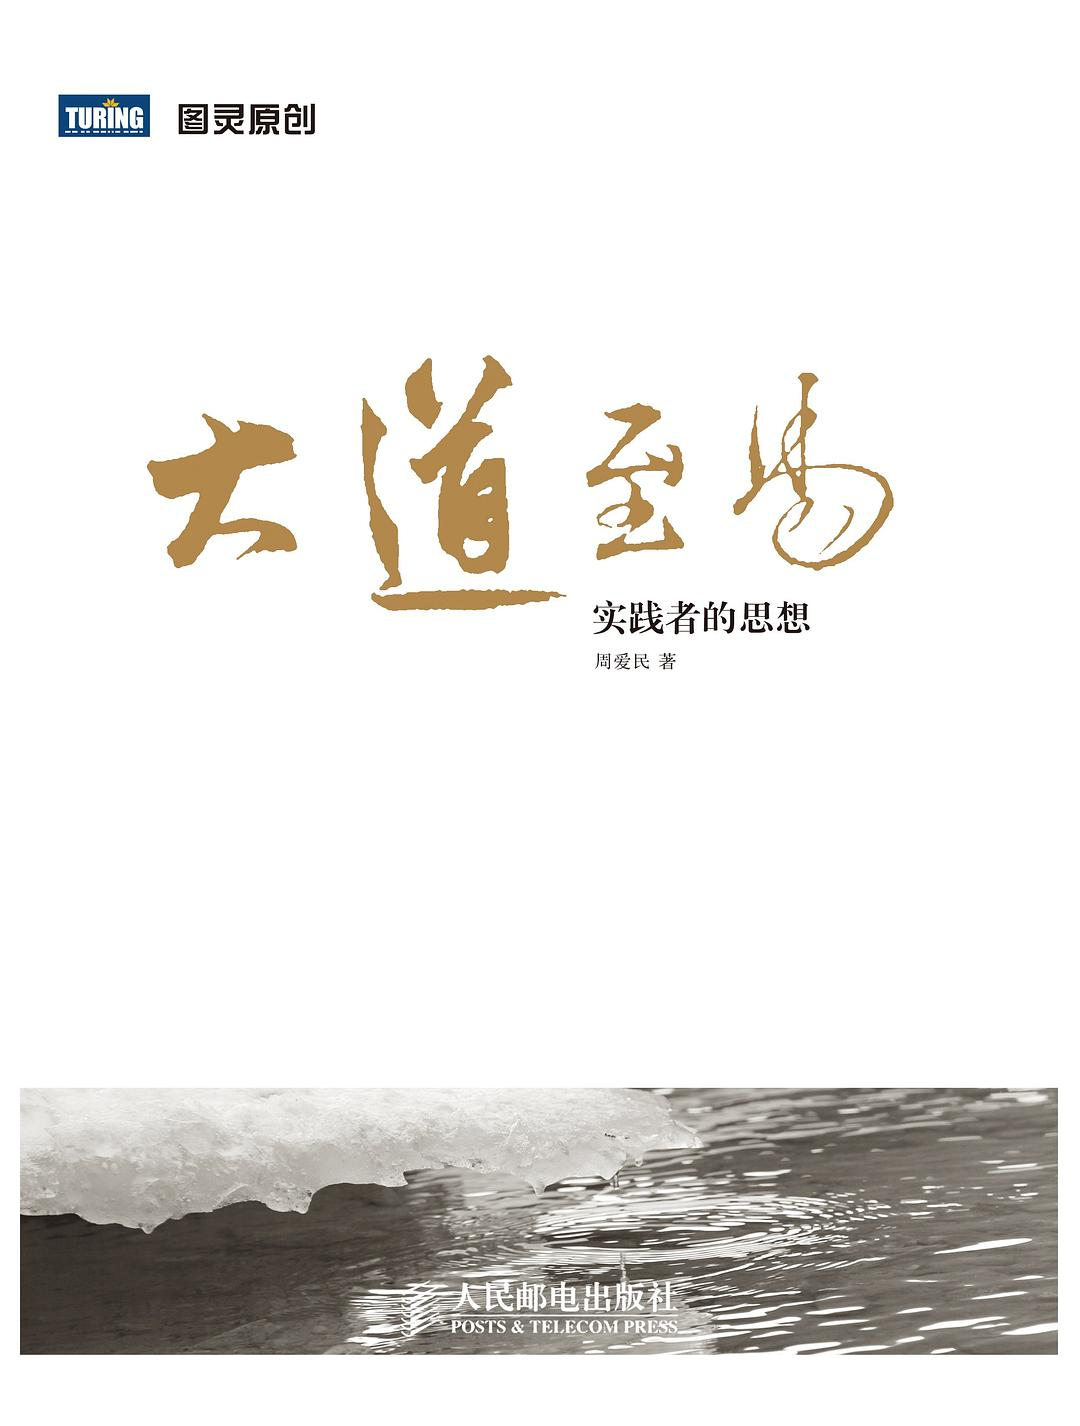 TURING 图灵原创
大道至易
实践者的思想
周爱民 著
人民邮电出版社
POSTS & TELECOM PRESS